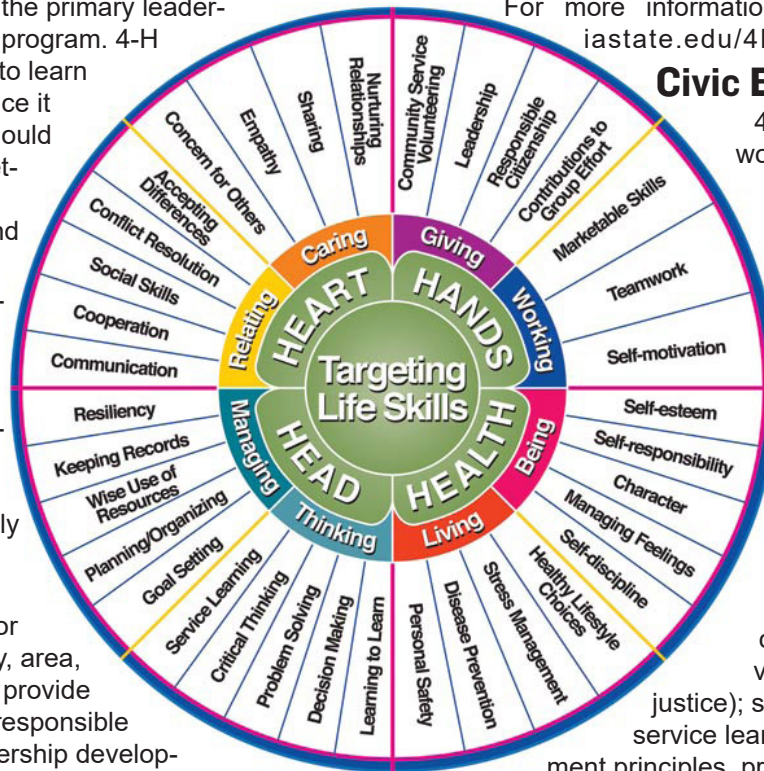 the primary leader-
program. 4-H
to learn
ce it
ould
et-
nd
ly
or
y, area,
provide
responsible
ership develop-
For more informatio
iastate.edu/4
Civic
4
wo
justice); s
service lear
ment principles, pr
Targeting
Life Skills
HEART
HANDS
HEALTH
HEAD
Caring
Giving
Working
Being
Living
Thinking
Managing
Relating
Concern for Others
Empathy
Sharing
Nurturing
Relationships
Community Service
Volunteering
Leadership
Responsible
Citizenship
Contributions to
Group Effort
Marketable Skills
Teamwork
Self-motivation
Self-esteem
Self-responsibility
Character
Managing Feelings
Self-discipline
Healthy Lifestyle
Choices
Stress Management
Disease Prevention
Personal Safety
Learning to Learn
Decision Making
Problem Solving
Critical Thinking
Service Learning
Goal Setting
Planning/Organizing
Wise Use of
Resources
Keeping Records
Resiliency
Communication
Cooperation
Social Skills
Conflict Resolution
Accepting
Differences